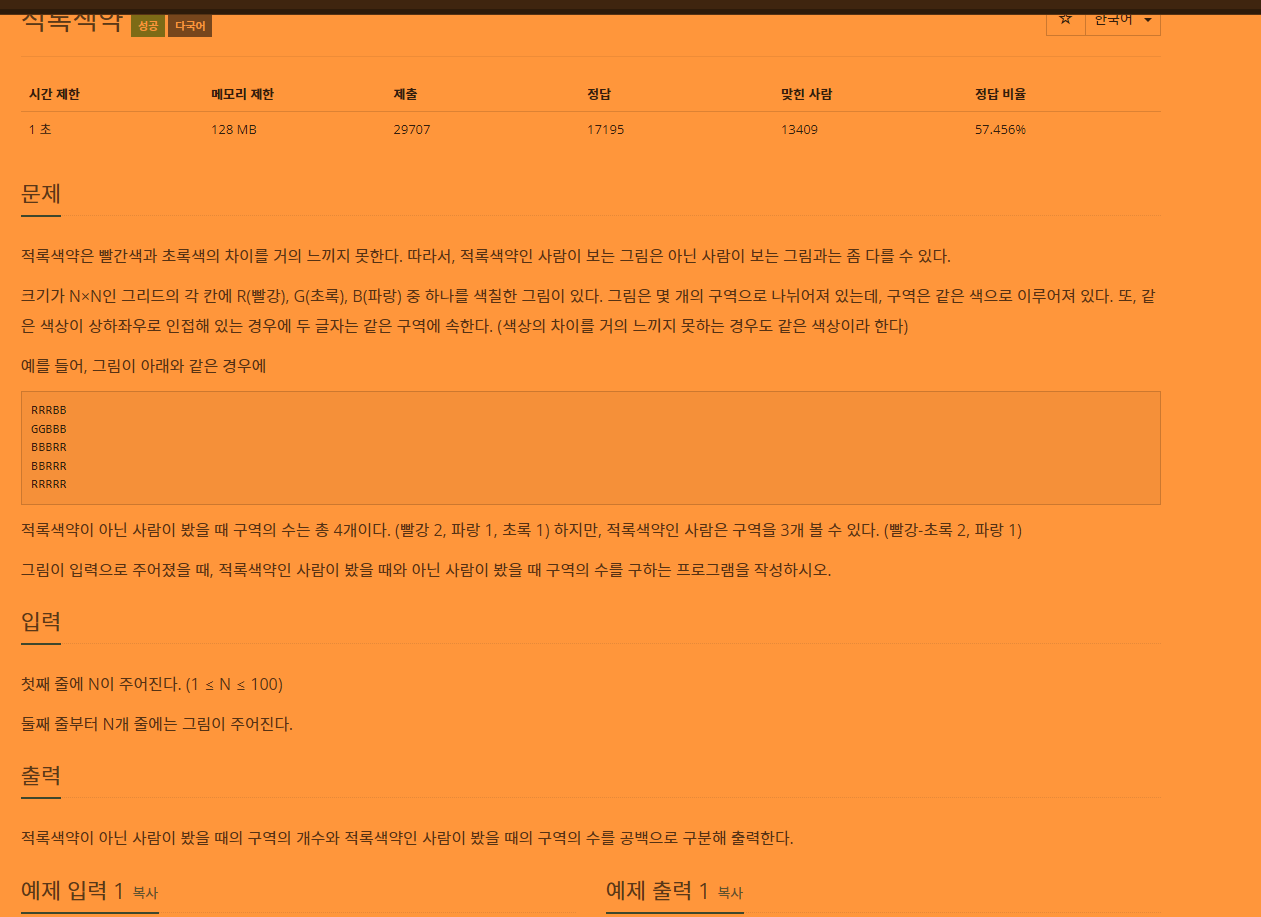 적록색약 성공 다국어
☆ 한국어
시간 제한 메모리 제한 제출 정답 맞힌 사람 정답 비율
1 초 128 MB 29707 17195 13409 57.456%
문제
적록색약은 빨간색과 초록색의 차이를 거의 느끼지 못한다. 따라서, 적록색약인 사람이 보는 그림은 아닌 사람이 보는 그림과는 좀 다를 수 있다.
크기가 N×N인 그리드의 각 칸에 R(빨강), G(초록), B(파랑) 중 하나를 색칠한 그림이 있다. 그림은 몇 개의 구역으로 나뉘어져 있는데, 구역은 같은 색으로 이루어져 있다. 또, 같
은 색상이 상하좌우로 인접해 있는 경우에 두 글자는 같은 구역에 속한다. (색상의 차이를 거의 느끼지 못하는 경우도 같은 색상이라 한다)
예를 들어, 그림이 아래와 같은 경우에
RRRBB
GGBBB
BBBRR
BBRRR
RRRRR
적록색약이 아닌 사람이 봤을 때 구역의 수는 총 4개이다. (빨강 2, 파랑 1, 초록 1) 하지만, 적록색약인 사람은 구역을 3개 볼 수 있다. (빨강-초록 2, 파랑 1)
그림이 입력으로 주어졌을 때, 적록색약인 사람이 봤을 때와 아닌 사람이 봤을 때 구역의 수를 구하는 프로그램을 작성하시오.
입력
첫째 줄에 N이 주어진다. (1 ≤ N ≤ 100)
둘째 줄부터 N개 줄에는 그림이 주어진다.
출력
적록색약이 아닌 사람이 봤을 때의 구역의 개수와 적록색약인 사람이 봤을 때의 구역의 수를 공백으로 구분해 출력한다.
예제 입력 1 복사 예제 출력 1 복사